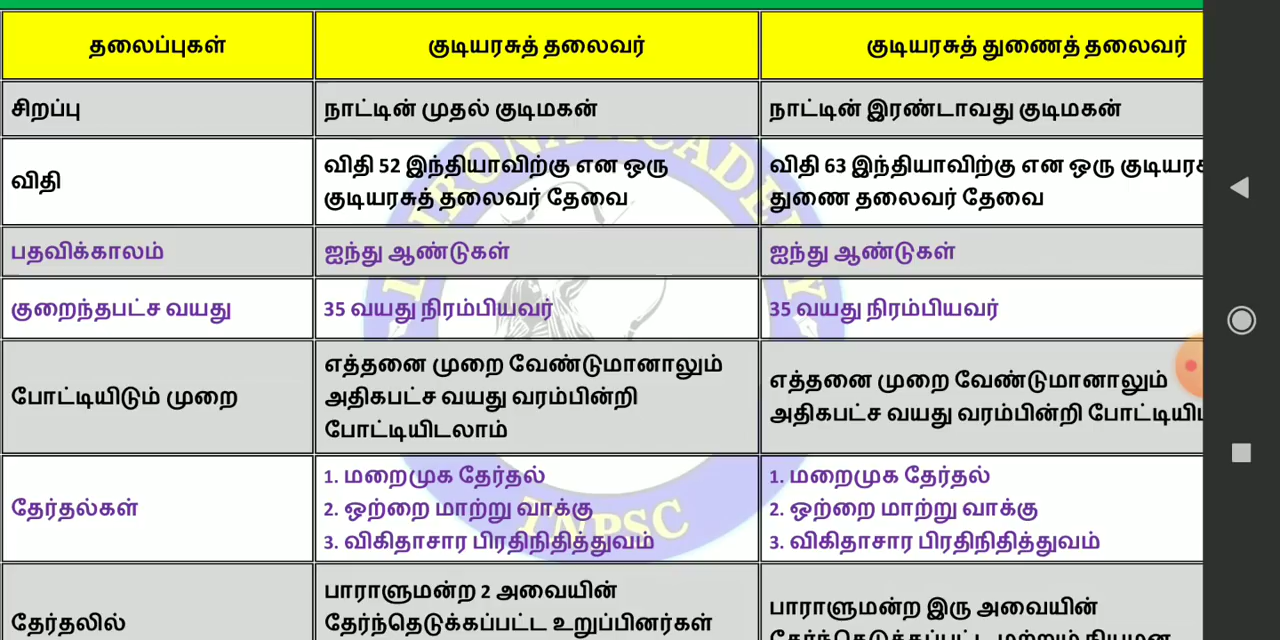 தலைப்புகள்
குடியரசுத் தலைவர்
குடியரசுத் துணைத் தலைவர்
சிறப்பு
நாட்டின் முதல் குடிமகன்
நாட்டின் இரண்டாவது குடிமகன்
விதி
விதி 52 இந்தியாவிற்கு என ஒரு
குடியரசுத் தலைவர் தேவை
விதி 63 இந்தியாவிற்கு என ஒரு
துணை தலைவர் தேவை
பதவிக்காலம்
ஐந்து ஆண்டுகள்
ஐந்து ஆண்டுகள்
குறைந்தபட்ச வயது
35 வயது நிரம்பியவர்
35 வயது நிரம்பியவர்
போட்டியிடும் முறை
எத்தனை முறை வேண்டுமானாலும்
அதிகபட்ச வயது வரம்பின்றி
போட்டியிடலாம்
எத்தனை முறை வேண்டுமானாலும்
அதிகபட்ச வயது வரம்பின்றி
தேர்தல்கள்
1. மறைமுக தேர்தல்
2. ஒற்றை மாற்று வாக்கு
3. விகிதாசார பிரதிநிதித்துவம்
1. மறைமுக தேர்தல்
2. ஒற்றை மாற்று வாக்கு
3. விகிதாசார பிரதிநிதித்துவம்
தேர்தலில்
பாராளுமன்ற 2 அவையின்
தேர்ந்தெடுக்கப்பட்ட உறுப்பினர்கள்
பாராளுமன்ற இரு அவையின்
TNPSC